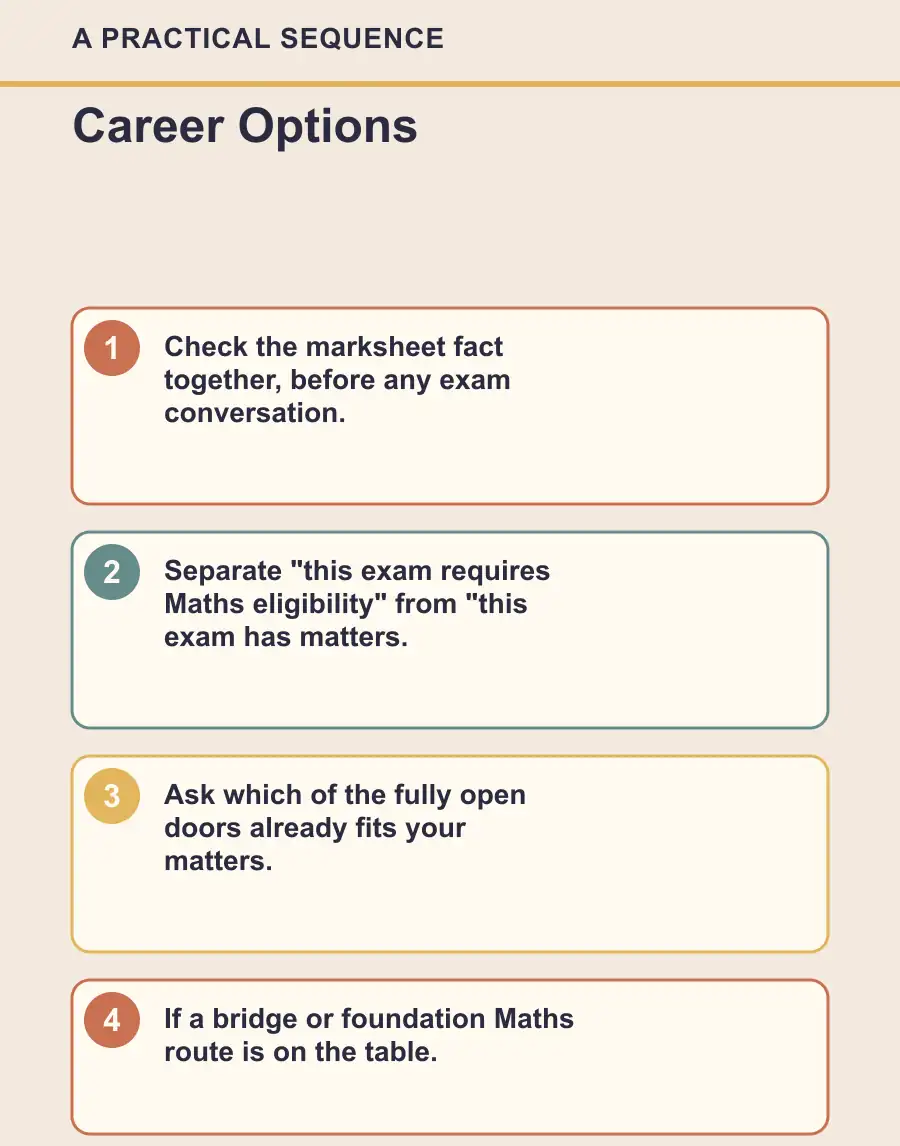 A PRACTICAL SEQUENCE
Career Options
1
Check the marksheet fact
together, before any exam
conversation.
2
Separate "this exam requires
Maths eligibility" from "this
exam has matters.
3
Ask which of the fully open
doors already fits your
matters.
4
If a bridge or foundation Maths
route is on the table.